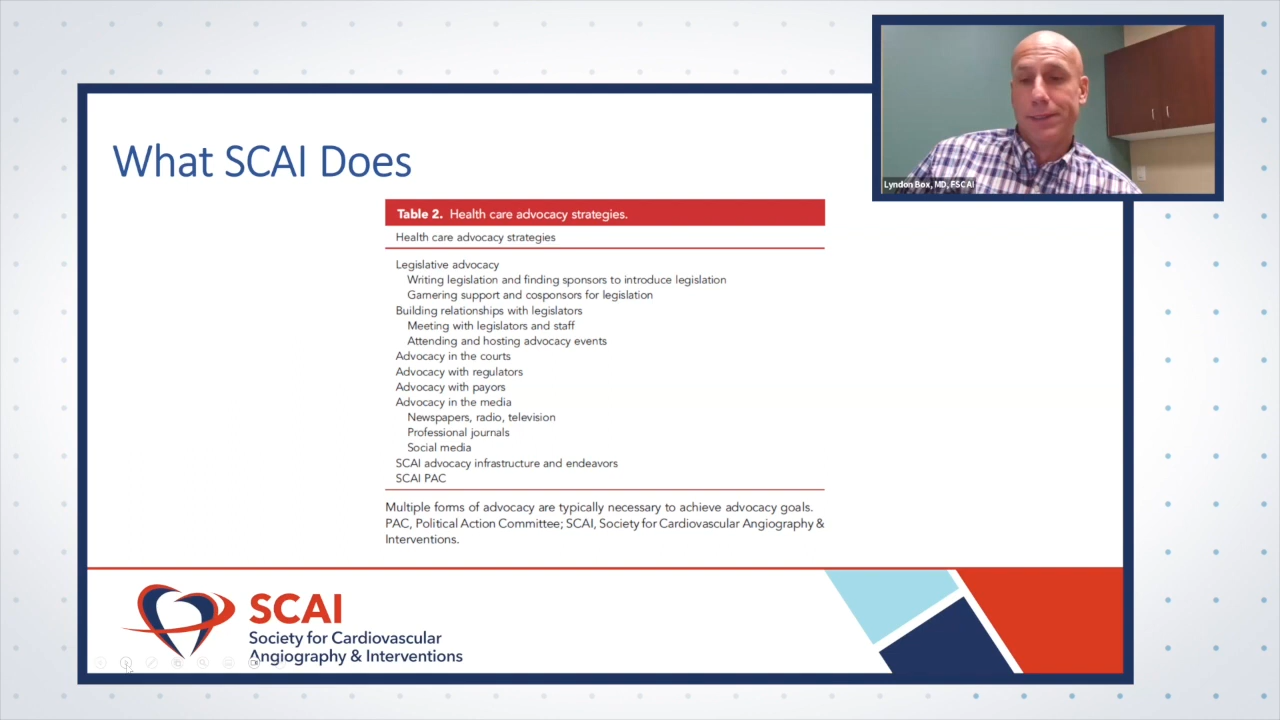 What SCAI Does
Lyndon Box, MD, FSCAI
Table 2. Health care advocacy strategies.
Health care advocacy strategies
Legislative advocacy
Writing legislation and finding sponsors to introduce legislation
Garnering support and cosponsors for legislation
Building relationships with legislators
Meeting with legislators and staff
Attending and hosting advocacy events
Advocacy in the courts
Advocacy with regulators
Advocacy with payors
Advocacy in the media
Newspapers, radio, television
Professional journals
Social media
SCAI advocacy infrastructure and endeavors
SCAI PAC
Multiple forms of advocacy are typically necessary to achieve advocacy goals.
PAC, Political Action Committee; SCAI, Society for Cardiovascular Angiography &
Interventions.
SCAI
Society for Cardiovascular
Angiography & Interventions